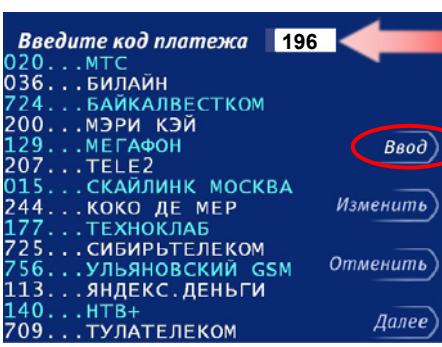 Введите код платежа 196
020...МТС
036...БИЛАЙН
724...БАЙКАЛВЕСТКОМ
200...МЭРИ КЭЙ
129...МЕГАФОН
Ввод
207...TELE2
015...СКАЙЛИНК МОСКВА
244...КОКО ДЕ МЕР
Изменить
177...ТЕХНОКЛАБ
725...СИБИРЬТЕЛЕКОМ
756...УЛЬЯНОВСКИЙ GSM
Отменить
113...ЯНДЕКС.ДЕНЬГИ
140...НТВ+
709...ТУЛАТЕЛЕКОМ
Далее